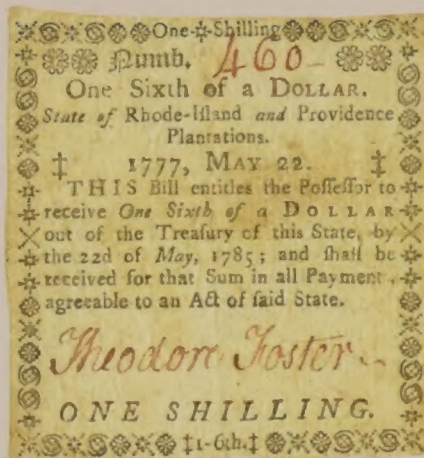 One-Shilling
Numb. 460
One Sixth of a DOLLAR.
State of Rhode-Iſland and Providence
Plantations.
‡ 1777, MAY 22. ‡
THIS Bill entitles the Poſſeſſor to
receive One Sixth of a DOLLAR
out of the Treaſury of this State, by
the 22d of May, 1785; and ſhall be
received for that Sum in all Payment,
agreeable to an Act of ſaid State.
Theodore Foster
ONE SHILLING.
‡1-6th.‡